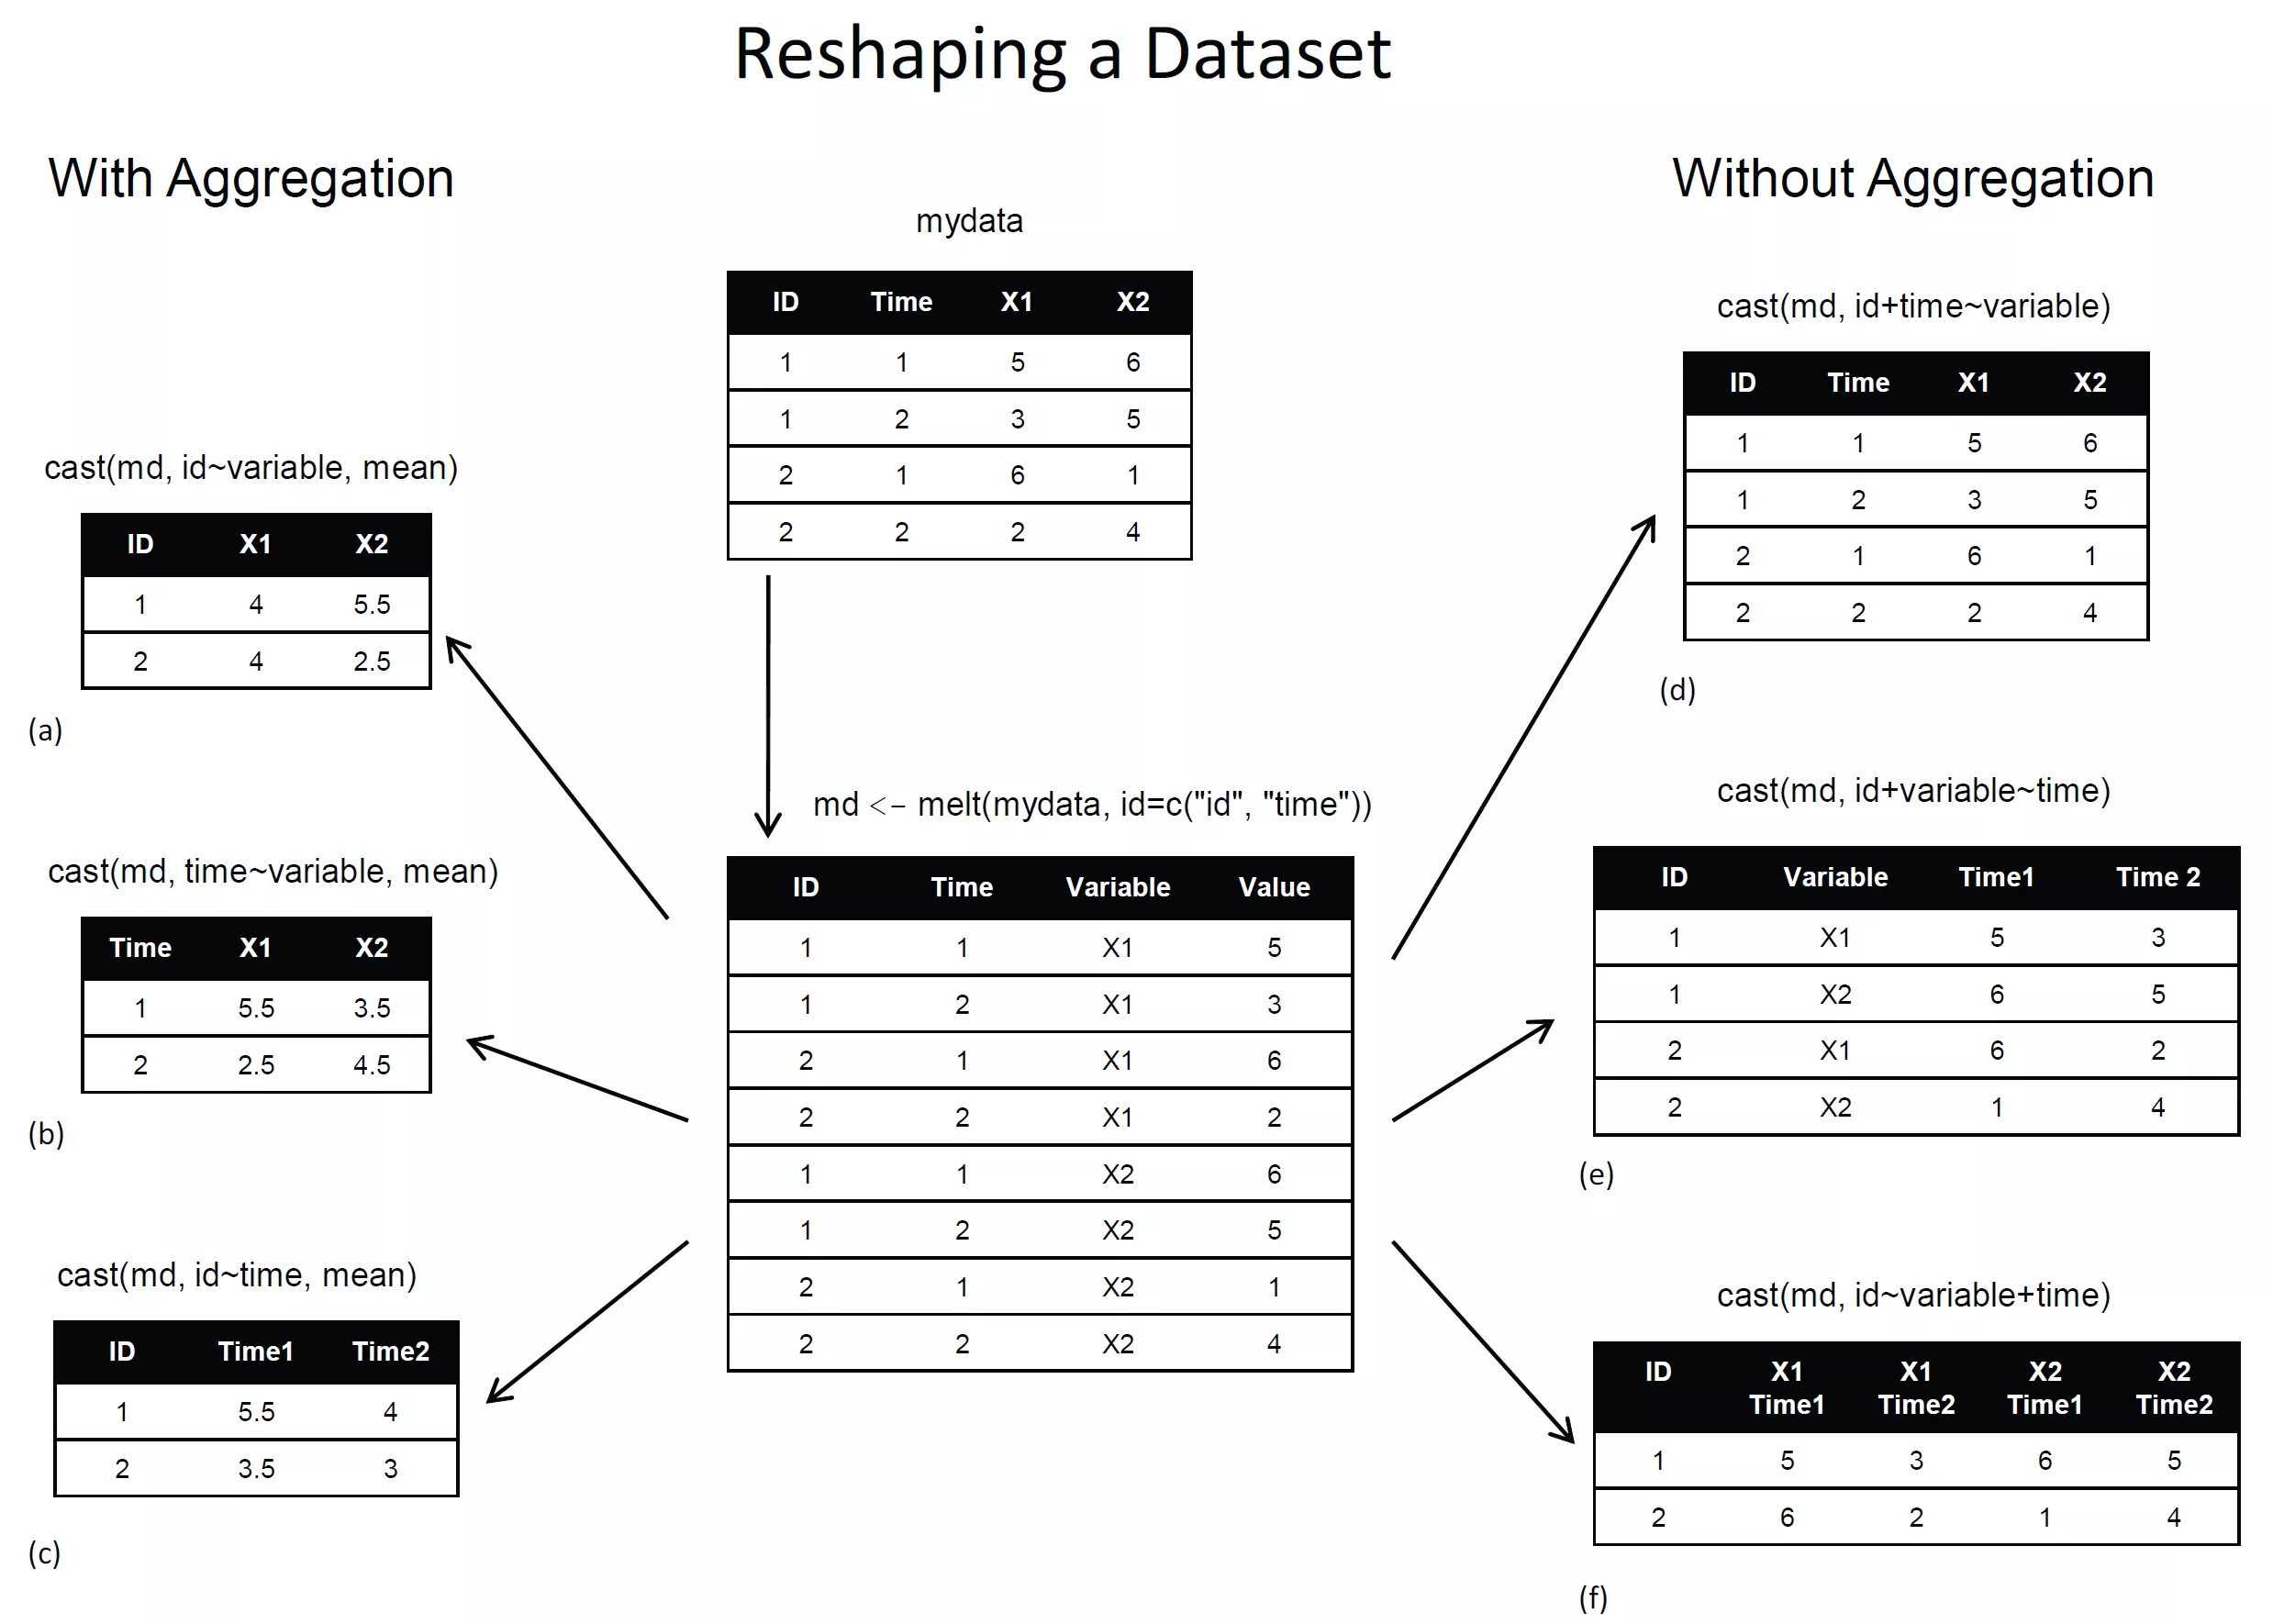 Reshaping a Dataset
With Aggregation
Without Aggregation
mydata
ID Time X1 X2
1 1 5 6
1 2 3 5
2 1 6 1
2 2 2 4
cast(md, id~variable, mean)
ID X1 X2
1 4 5.5
2 4 2.5
(a)
cast(md, time~variable, mean)
Time X1 X2
1 5.5 3.5
2 2.5 4.5
(b)
cast(md, id~time, mean)
ID Time1 Time2
1 5.5 4
2 3.5 3
(c)
md <- melt(mydata, id=c("id", "time"))
ID Time Variable Value
1 1 X1 5
1 2 X1 3
2 1 X1 6
2 2 X1 2
1 1 X2 6
1 2 X2 5
2 1 X2 1
2 2 X2 4
cast(md, id+time~variable)
ID Time X1 X2
1 1 5 6
1 2 3 5
2 1 6 1
2 2 2 4
(d)
cast(md, id+variable~time)
ID Variable Time1 Time 2
1 X1 5 3
1 X2 6 5
2 X1 6 2
2 X2 1 4
(e)
cast(md, id~variable+time)
ID X1 X1 X2 X2
Time1 Time2 Time1 Time2
1 5 3 6 5
2 6 2 1 4
(f)